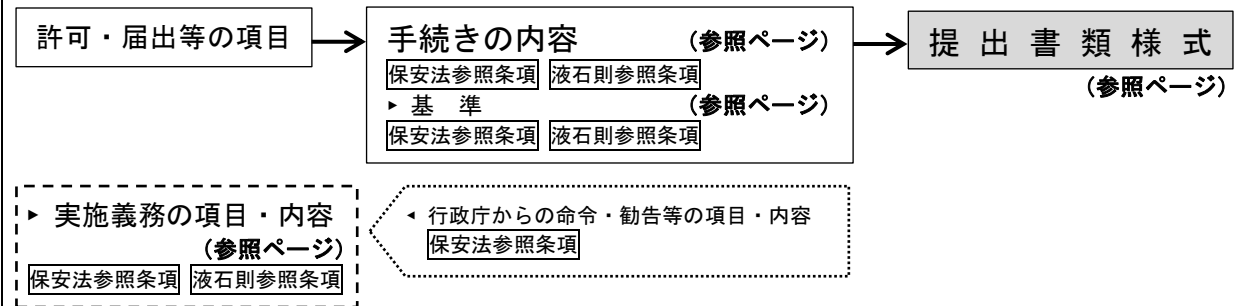 許可・届出等の項目
手続きの内容 (参照ページ)
保安法参照条項 液石則参照条項
▸ 基 準 (参照ページ)
保安法参照条項 液石則参照条項
提 出 書 類 様 式
(参照ページ)
▸ 実施義務の項目・内容
(参照ページ)
保安法参照条項 液石則参照条項
◂ 行政庁からの命令・勧告等の項目・内容
保安法参照条項